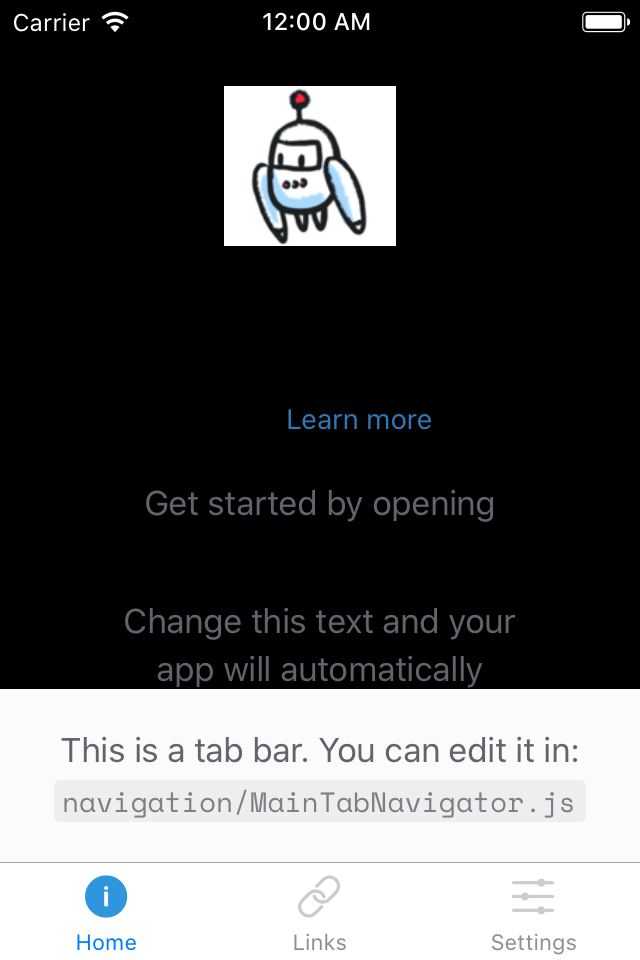 Carrier 12:00 AM
Learn more
Get started by opening
Change this text and your
app will automatically
This is a tab bar. You can edit it in:
navigation/MainTabNavigator.js
Home Links Settings